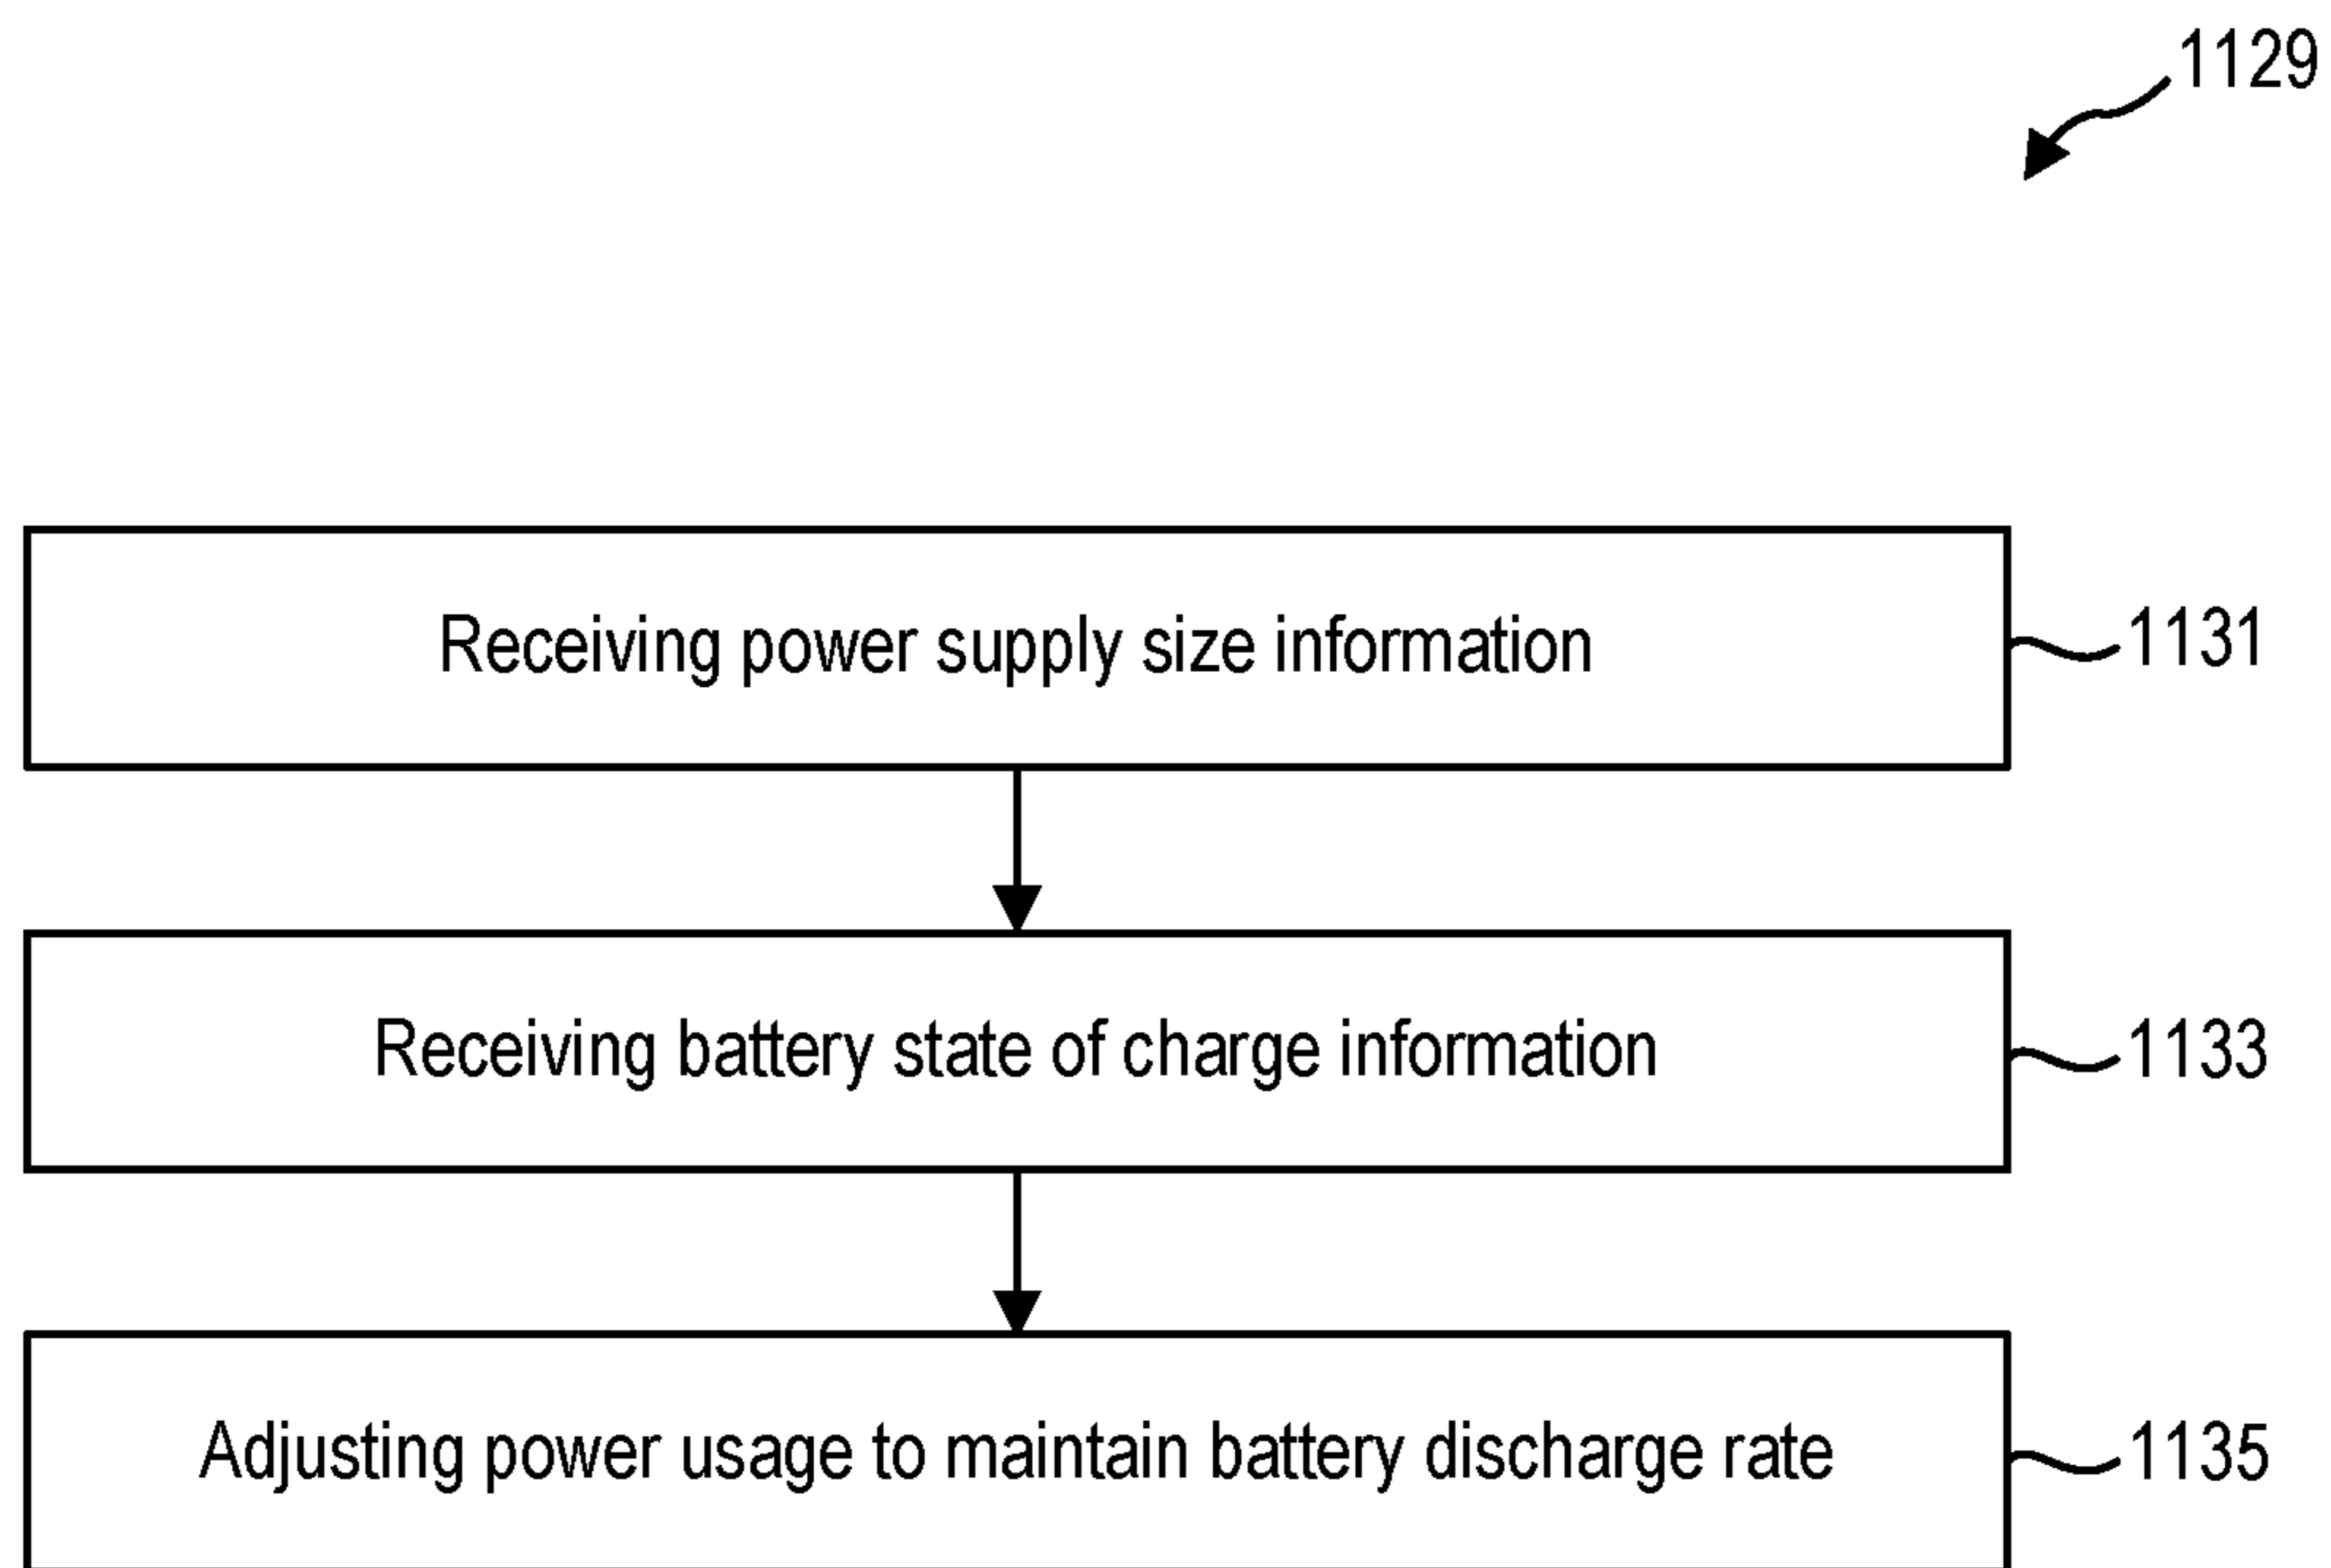 1129
Receiving power supply size information
1131
Receiving battery state of charge information
1133
Adjusting power usage to maintain battery discharge rate
1135